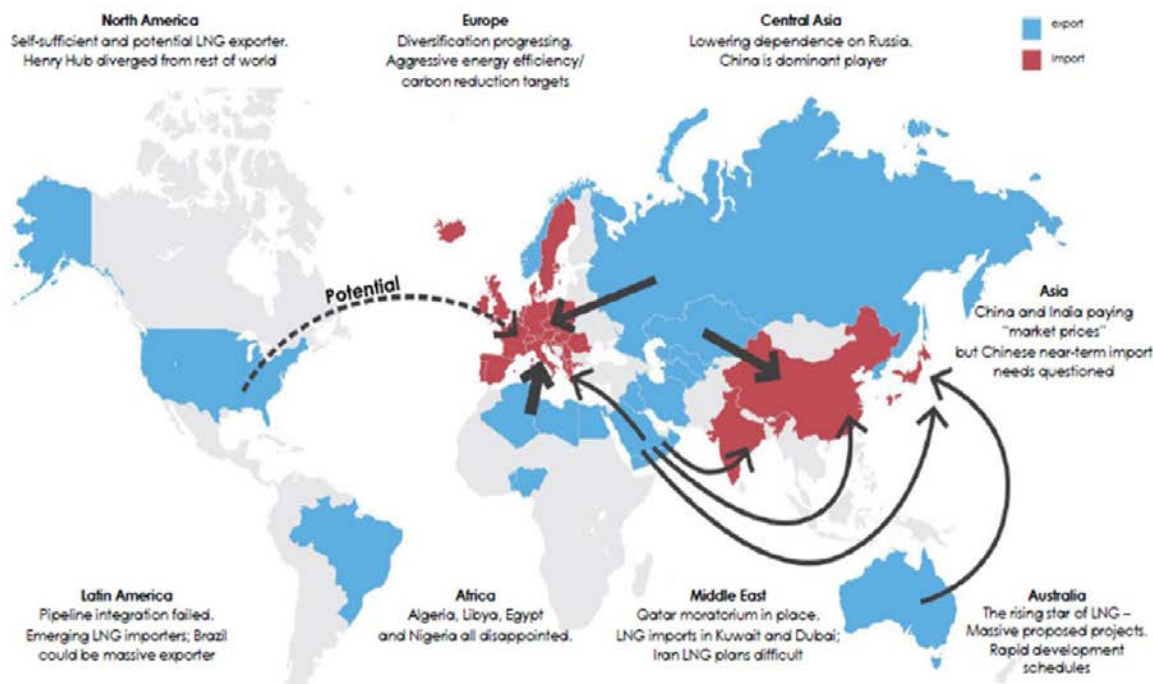 North America
Self-sufficient and potential LNG exporter.
Henry Hub diverged from rest of world
Europe
Diversification progressing.
Aggressive energy efficiency/
carbon reduction targets
Central Asia
Lowering dependence on Russia.
China is dominant player
export
import
Potential
Asia
China and India paying
"market prices"
but Chinese near-term import
needs questioned
Latin America
Pipeline integration failed.
Emerging LNG importers; Brazil
could be massive exporter
Africa
Algeria, Libya, Egypt
and Nigeria all disappointed.
Middle East
Qatar moratorium in place.
LNG imports in Kuwait and Dubai;
Iran LNG plans difficult
Australia
The rising star of LNG –
Massive proposed projects.
Rapid development
schedules